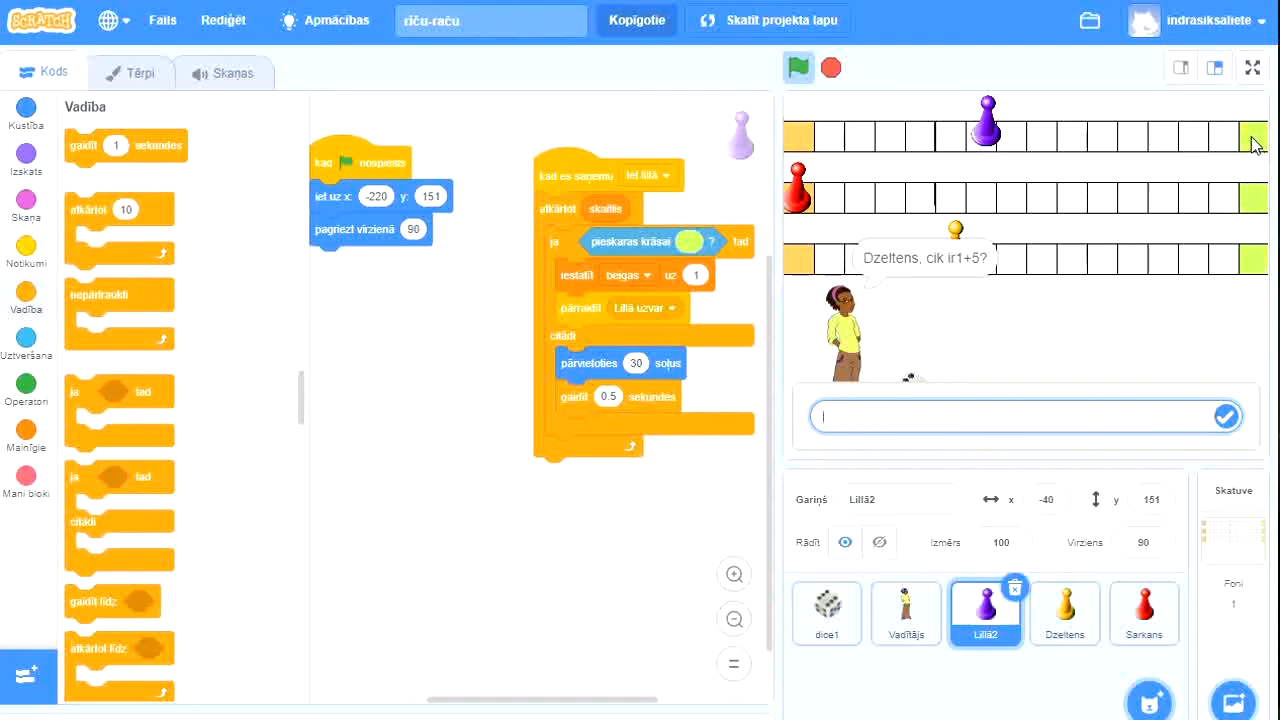 SCRATCH Fails Rediģēt Apmācības rīču-raču Kopīgotie Skatīt projekta lapu indrasiksaliete
Kods Tērpi Skaņas
Kustība
Izskats
Skaņa
Notikumi
Vadība
Uztveršana
Operatori
Mainīgie
Mani bloki
Vadība
gaidīt 1 sekundes
atkārtot 10
nepārtraukti
ja tad
ja tad
citādi
gaidīt līdz
atkārtot līdz
kad nospiests
iet uz x: -220 y: 151
pagriezt virzienā 90
kad es saņemu Iet lillā
atkārtot skaitlis
ja pieskaras krāsai ? tad
iestatīt beigas uz 1
pārraidīt Lillā uzvar
citādi
pārvietoties 30 soļus
gaidīt 0.5 sekundes
Dzeltens, cik ir1+5?
Gariņš Lillā2 x -40 y 151
Rādīt Izmērs 100 Virziens 90
dice1 Vadītājs Lillā2 Dzeltens Sarkans
Skatuve
Foni
1